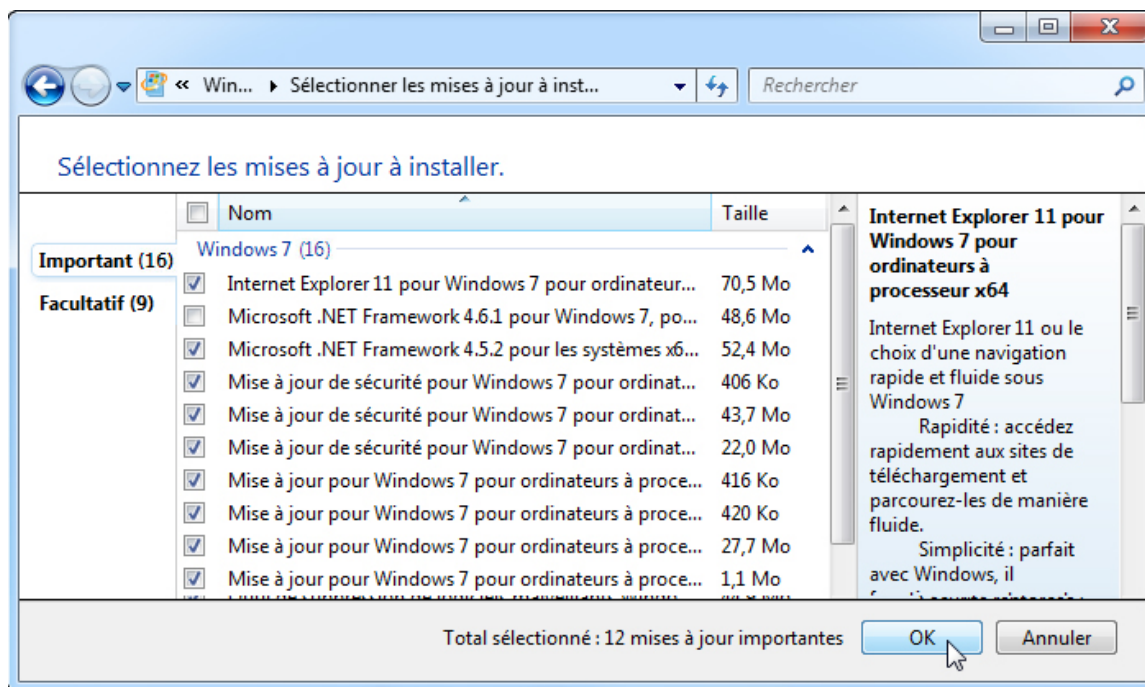 « Win... ▸ Sélectionner les mises à jour à inst...
Rechercher
Sélectionnez les mises à jour à installer.
Important (16)
Facultatif (9)
Nom Taille
Windows 7 (16)
Internet Explorer 11 pour Windows 7 pour ordinateur... 70,5 Mo
Microsoft .NET Framework 4.6.1 pour Windows 7, po... 48,6 Mo
Microsoft .NET Framework 4.5.2 pour les systèmes x6... 52,4 Mo
Mise à jour de sécurité pour Windows 7 pour ordinat... 406 Ko
Mise à jour de sécurité pour Windows 7 pour ordinat... 43,7 Mo
Mise à jour de sécurité pour Windows 7 pour ordinat... 22,0 Mo
Mise à jour pour Windows 7 pour ordinateurs à proce... 416 Ko
Mise à jour pour Windows 7 pour ordinateurs à proce... 420 Ko
Mise à jour pour Windows 7 pour ordinateurs à proce... 27,7 Mo
Mise à jour pour Windows 7 pour ordinateurs à proce... 1,1 Mo
Internet Explorer 11 pour
Windows 7 pour
ordinateurs à
processeur x64
Internet Explorer 11 ou le
choix d'une navigation
rapide et fluide sous
Windows 7
Rapidité : accédez
rapidement aux sites de
téléchargement et
parcourez-les de manière
fluide.
Simplicité : parfait
avec Windows, il
Total sélectionné : 12 mises à jour importantes
OK
Annuler